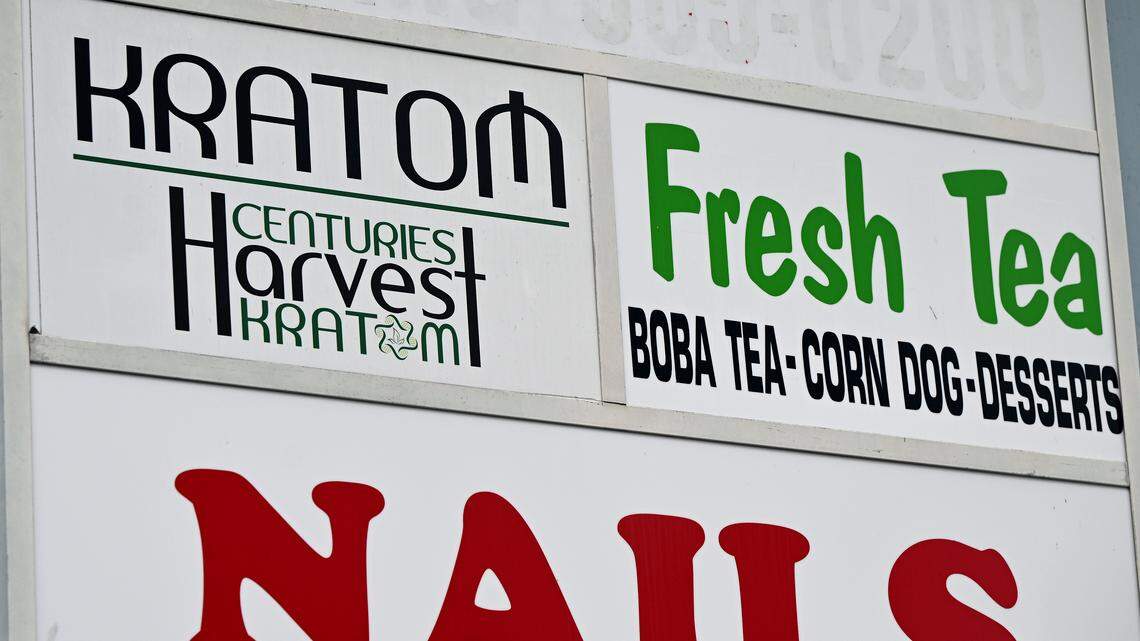 KRATOM
CENTURIES
Harvest
KRATOM
Fresh Tea
BOBA TEA-CORN DOG-DESSERTS
NAILS